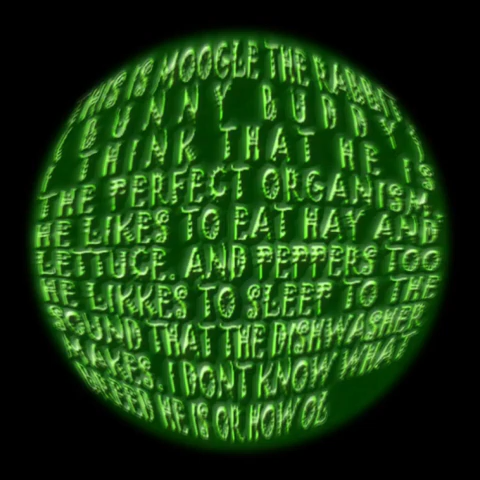 THIS IS MOOGLE THE RABBIT
BUNNY BUDDY
I THINK THAT HE IS
THE PERFECT ORGANISM.
HE LIKES TO EAT HAY AND
LETTUCE. AND PEPPERS TOO
HE LIKKES TO SLEEP TO THE
SOUND THAT THE DISHWASHER
MAKES. I DONT KNOW WHAT
BREED HE IS OR HOW OL